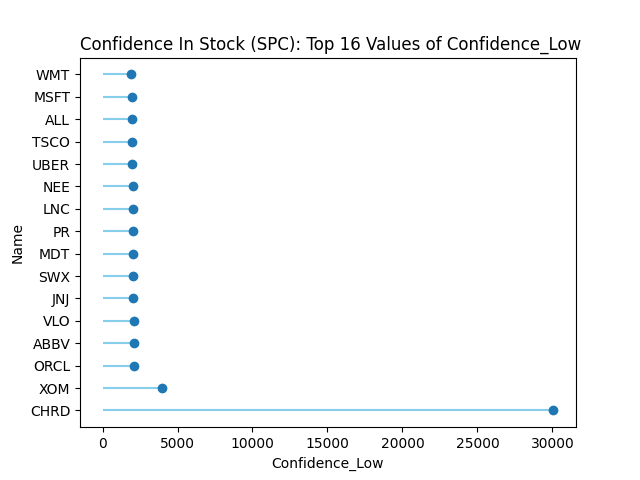 Confidence In Stock (SPC): Top 16 Values of Confidence_Low
WMT
MSFT
ALL
TSCO
UBER
NEE
LNC
PR
MDT
SWX
JNJ
VLO
ABBV
ORCL
XOM
CHRD
Name
0 5000 10000 15000 20000 25000 30000
Confidence_Low